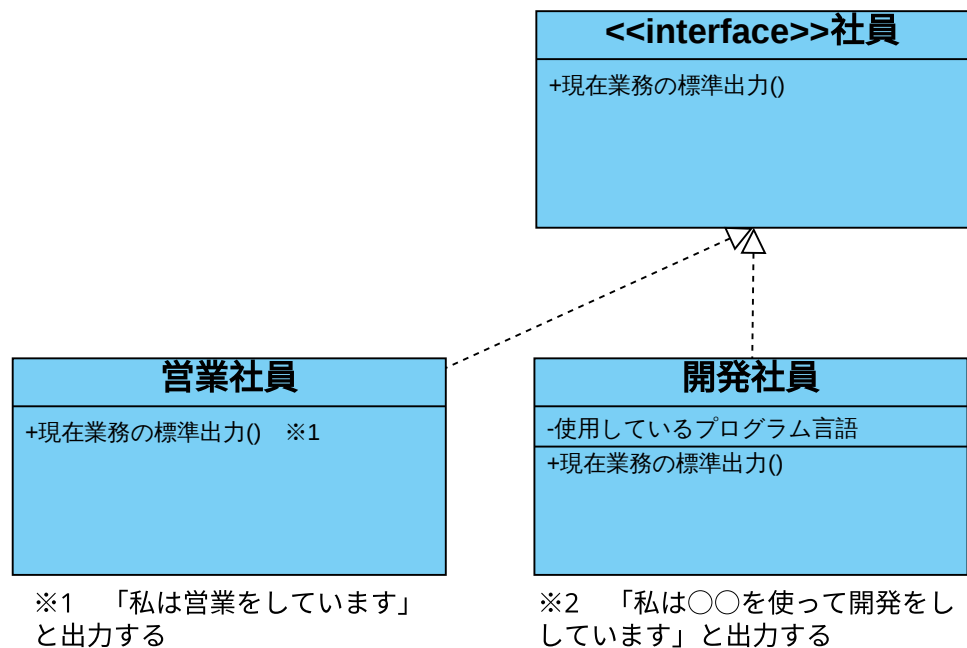 <<interface>>社員
+現在業務の標準出力()
営業社員
+現在業務の標準出力()　※1
開発社員
-使用しているプログラム言語
+現在業務の標準出力()
※1　「私は営業をしています」
と出力する
※2　「私は〇〇を使って開発をし
しています」と出力する